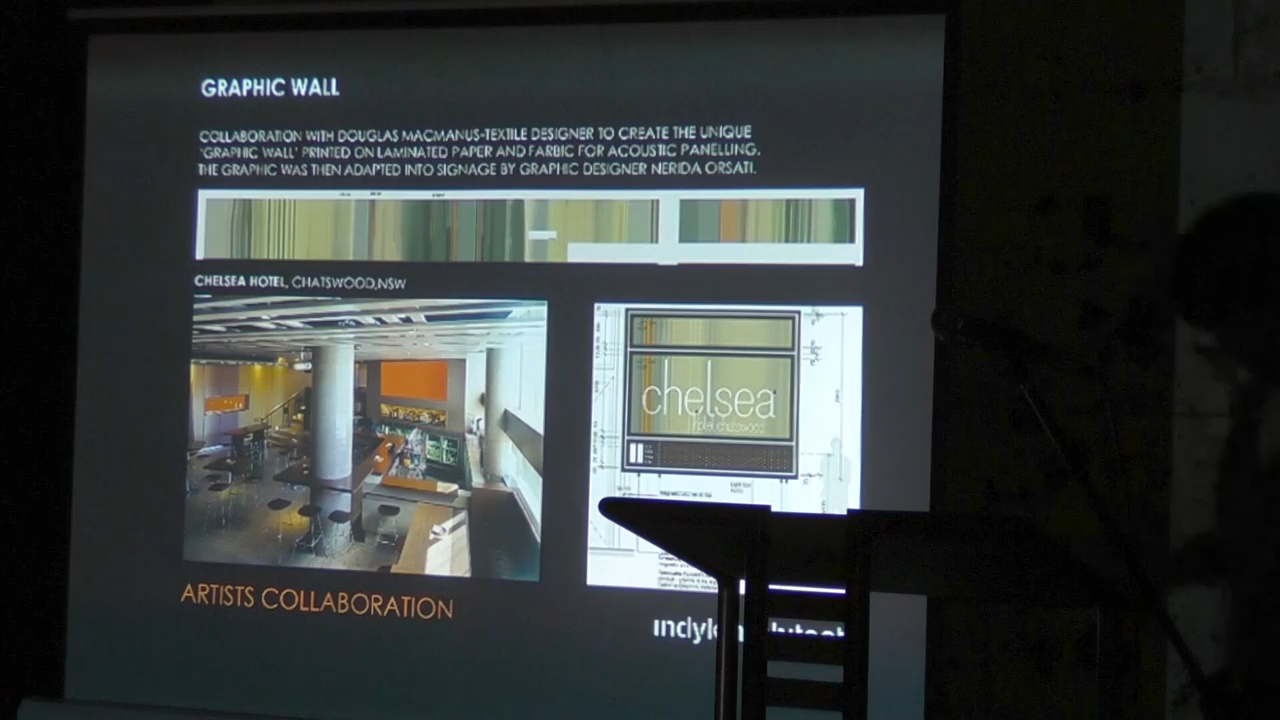 GRAPHIC WALL
COLLABORATION WITH DOUGLAS MACMANUS-TEXTILE DESIGNER TO CREATE THE UNIQUE
'GRAPHIC WALL' PRINTED ON LAMINATED PAPER AND FARBIC FOR ACOUSTIC PANELLING.
THE GRAPHIC WAS THEN ADAPTED INTO SIGNAGE BY GRAPHIC DESIGNER NERIDA ORSATI.
CHELSEA HOTEL, CHATSWOOD,NSW
chelsea
hotel chatswood
ARTISTS COLLABORATION